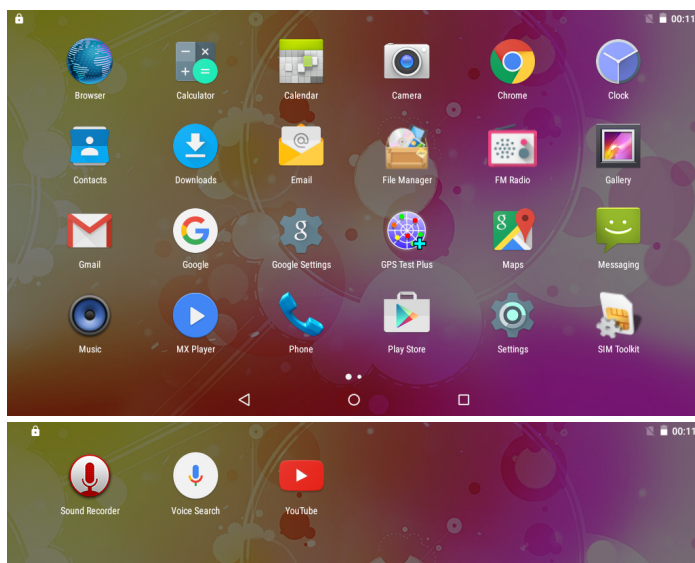 00:11
Browser Calculator Calendar Camera Chrome Clock
@
Contacts Downloads Email File Manager FM Radio Gallery
8 8
Gmail Google Google Settings GPS Test Plus Maps Messaging
Music MX Player Phone Play Store Settings SIM Toolkit
00:11
Sound Recorder Voice Search YouTube